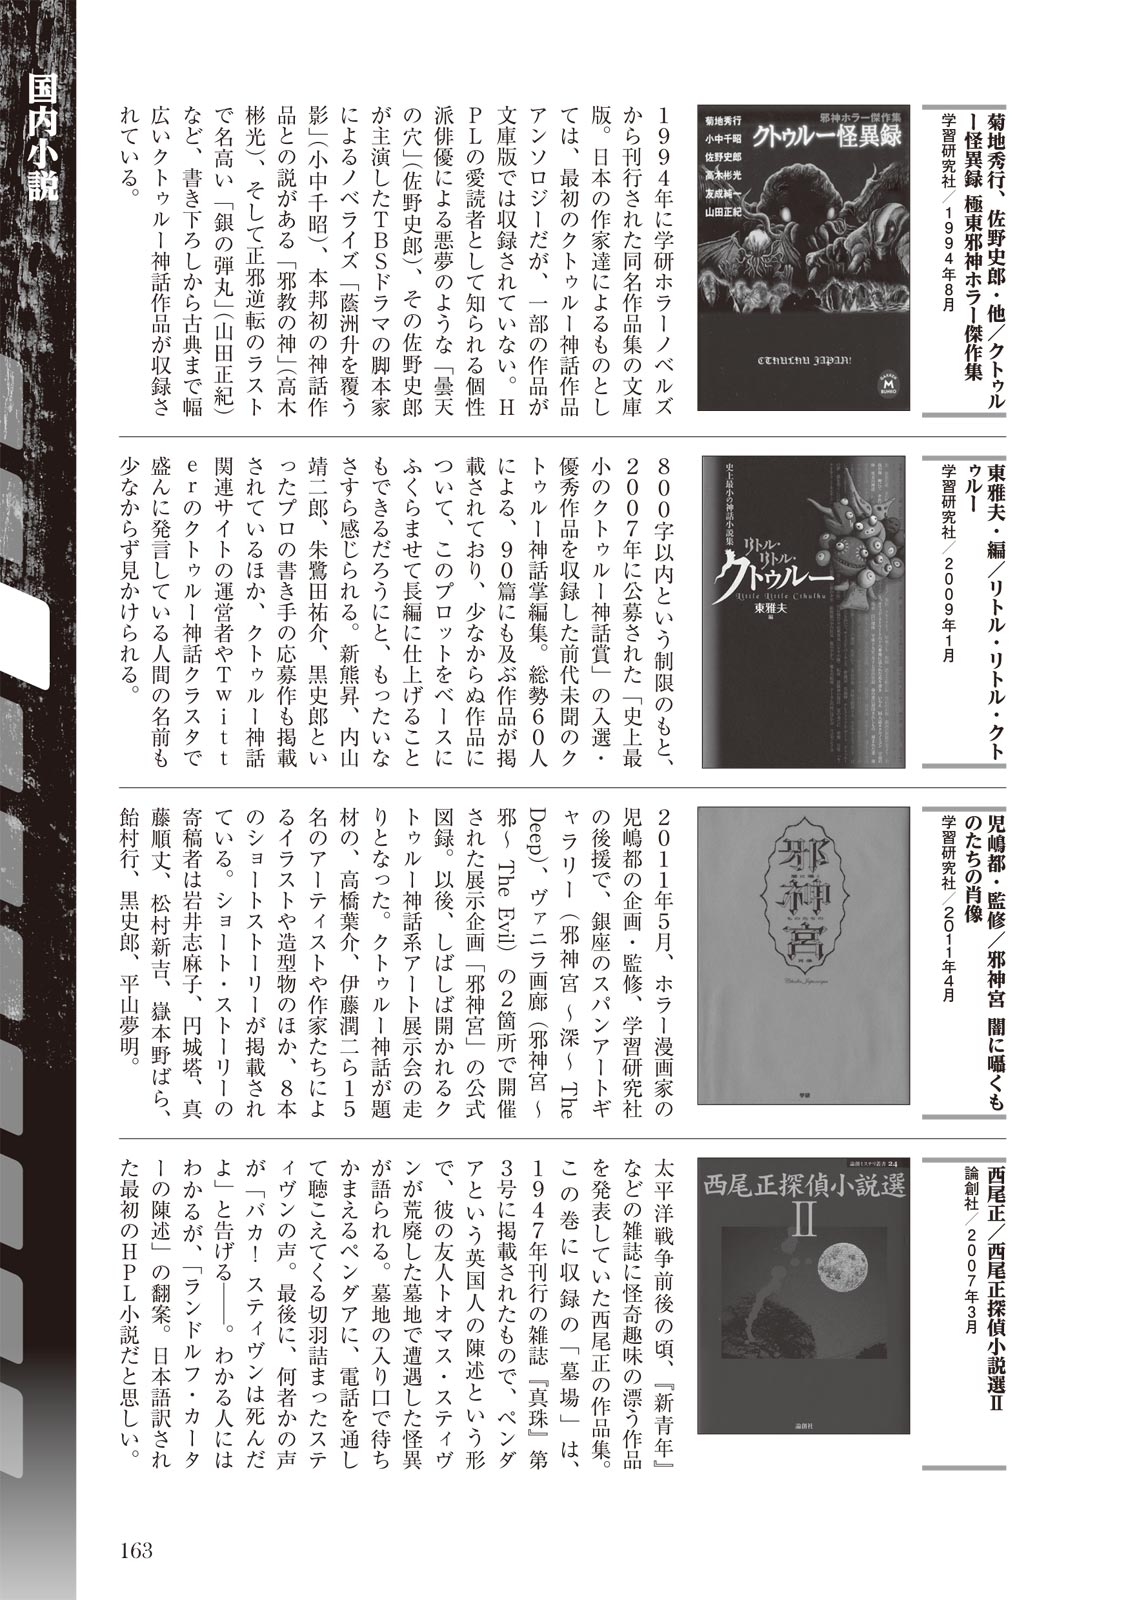 国内小説
菊地秀行、佐野史郎・他／クトゥル
ー怪異録 極東邪神ホラー傑作集
学習研究社／1994年8月
邪神ホラー傑作集
クトゥルー怪異録
菊地秀行
小中千昭
佐野史郎
高木彬光
友成純一
山田正紀
CTHULHU JAPAN!
GAKKEN
M
BUNKO
１９９４年に学研ホラーノベルズ
から刊行された同名作品集の文庫
版。日本の作家達によるものとし
ては、最初のクトゥルー神話作品
アンソロジーだが、一部の作品が
文庫版では収録されていない。Ｈ
ＰＬの愛読者として知られる個性
派俳優による悪夢のような「曇天
の穴」（佐野史郎）、その佐野史郎
が主演したＴＢＳドラマの脚本家
によるノベライズ「蔭洲升を覆う
影」（小中千昭）、本邦初の神話作
品との説がある「邪教の神」（高木
彬光）、そして正邪逆転のラスト
で名高い「銀の弾丸」（山田正紀）
など、書き下ろしから古典まで幅
広いクトゥルー神話作品が収録さ
れている。
東雅夫・編／リトル・リトル・クト
ゥルー
学習研究社／2009年1月
史上最小の神話小説集
リトル・
リトル・
クトゥルー
Little Little Cthulhu
東雅夫
編
８００字以内という制限のもと、
２００７年に公募された「史上最
小のクトゥルー神話賞」の入選・
優秀作品を収録した前代未聞のク
トゥルー神話掌編集。総勢６０人
による、９０篇にも及ぶ作品が掲
載されており、少なからぬ作品に
ついて、このプロットをベースに
ふくらませて長編に仕上げること
もできるだろうにと、もったいな
さすら感じられる。新熊昇、内山
靖二郎、朱鷺田祐介、黒史郎とい
ったプロの書き手の応募作も掲載
されているほか、クトゥルー神話
関連サイトの運営者やＴｗｉｔｔ
ｅｒのクトゥルー神話クラスタで
盛んに発言している人間の名前も
少なからず見かけられる。
児嶋都・監修／邪神宮 闇に囁くも
のたちの肖像
学習研究社／2011年4月
邪神宮
闇に囁く
ものたちの
肖像
学研
２０１１年５月、ホラー漫画家の
児嶋都の企画・監修、学習研究社
の後援で、銀座のスパンアートギ
ャラリー（邪神宮 〜深〜 The
Deep）、ヴァニラ画廊（邪神宮 〜
邪〜 The Evil）の２箇所で開催
された展示企画「邪神宮」の公式
図録。以後、しばしば開かれるク
トゥルー神話系アート展示会の走
りとなった。クトゥルー神話が題
材の、高橋葉介、伊藤潤二ら１５
名のアーティストや作家たちによ
るイラストや造型物のほか、８本
のショートストーリーが掲載され
ている。ショート・ストーリーの
寄稿者は岩井志麻子、円城塔、真
藤順丈、松村新吉、嶽本野ばら、
飴村行、黒史郎、平山夢明。
西尾正／西尾正探偵小説選Ⅱ
論創社／2007年3月
論創ミステリ叢書 24
西尾正探偵小説選
Ⅱ
論創社
太平洋戦争前後の頃、『新青年』
などの雑誌に怪奇趣味の漂う作品
を発表していた西尾正の作品集。
この巻に収録の「墓場」は、
１９４７年刊行の雑誌『真珠』第
３号に掲載されたもので、ペンダ
アという英国人の陳述という形
で、彼の友人トオマス・スティヴ
ンが荒廃した墓地で遭遇した怪異
が語られる。墓地の入り口で待ち
かまえるペンダアに、電話を通し
て聴こえてくる切羽詰まったステ
ィヴンの声。最後に、何者かの声
が「バカ！ スティヴンは死んだ
よ」と告げる――。わかる人には
わかるが、「ランドルフ・カータ
ーの陳述」の翻案。日本語訳され
た最初のＨＰＬ小説だと思しい。
163